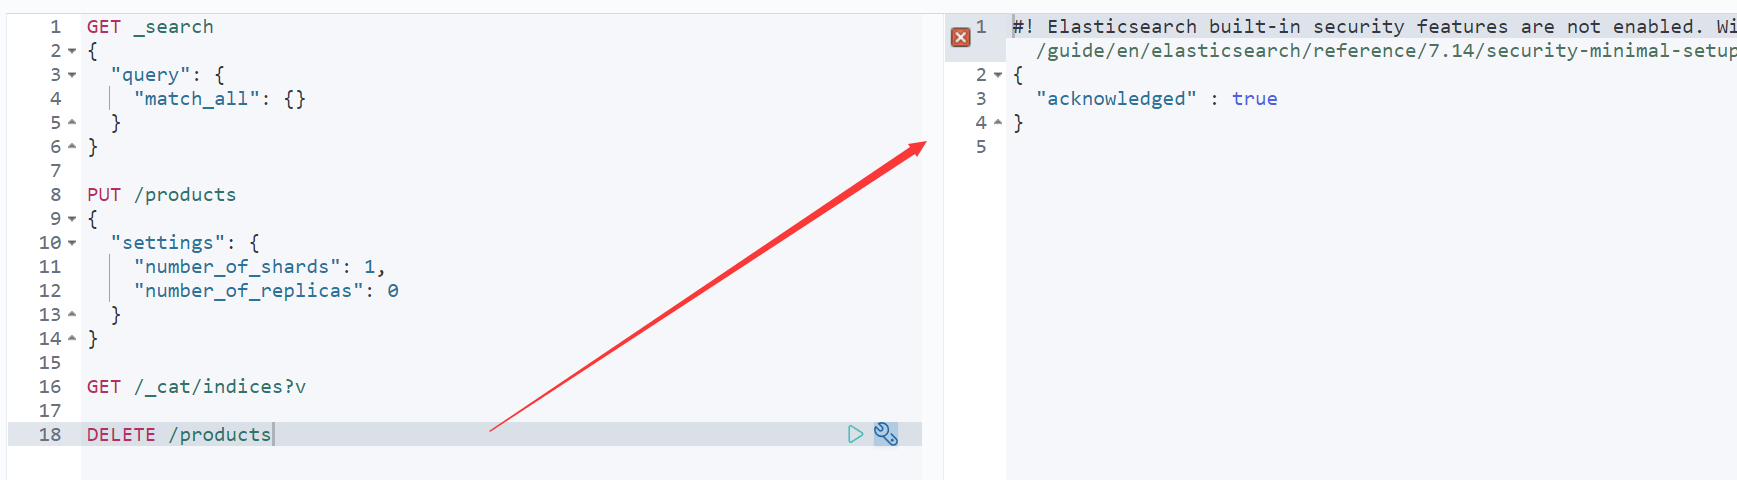 1 GET _search
2 {
3 "query": {
4 "match_all": {}
5 }
6 }
7
8 PUT /products
9 {
10 "settings": {
11 "number_of_shards": 1,
12 "number_of_replicas": 0
13 }
14 }
15
16 GET /_cat/indices?v
17
18 DELETE /products
1 #! Elasticsearch built-in security features are not enabled. Wi
/guide/en/elasticsearch/reference/7.14/security-minimal-setup
2 {
3 "acknowledged" : true
4 }
5